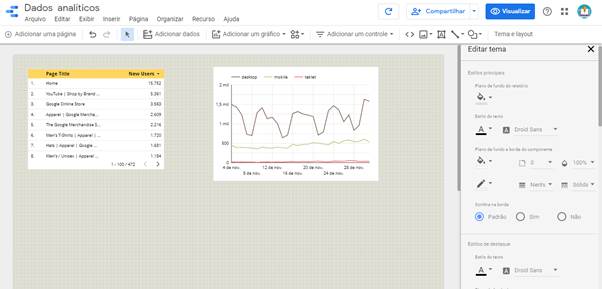 Dados analíticos
Arquivo Editar Exibir Inserir Página Organizar Recurso Ajuda
Compartilhar
Visualizar
Adicionar uma página
Adicionar dados
Adicionar um gráfico
Adicionar um controle
Tema e layout
Page Title New Users
1. Home 15.752
2. YouTube | Shop by Brand ... 5.361
3. Google Online Store 3.583
4. Apparel | Google Merch... 2.609
5. The Google Merchandise S... 2.216
6. Men's T-Shirts | Apparel | ... 1.720
7. Hats | Apparel | Google ... 1.681
8. Men's / Unisex | Apparel ... 1.184
1 - 100 / 472
desktop mobile tablet
2 mil
1,5 mil
1 mil
500
0
4 de nov. 12 de nov. 20 de nov. 28 de nov.
8 de nov. 16 de nov. 24 de nov.
Editar tema
Estilos principais
Plano de fundo do relatório
Estilo do texto
A Droid Sans
Plano de fundo e borda do componente
0 100%
Nenhi Sólida
Sombra na borda
Padrão Sim Não
Estilos de destaque
Estilo do texto
A Droid Sans